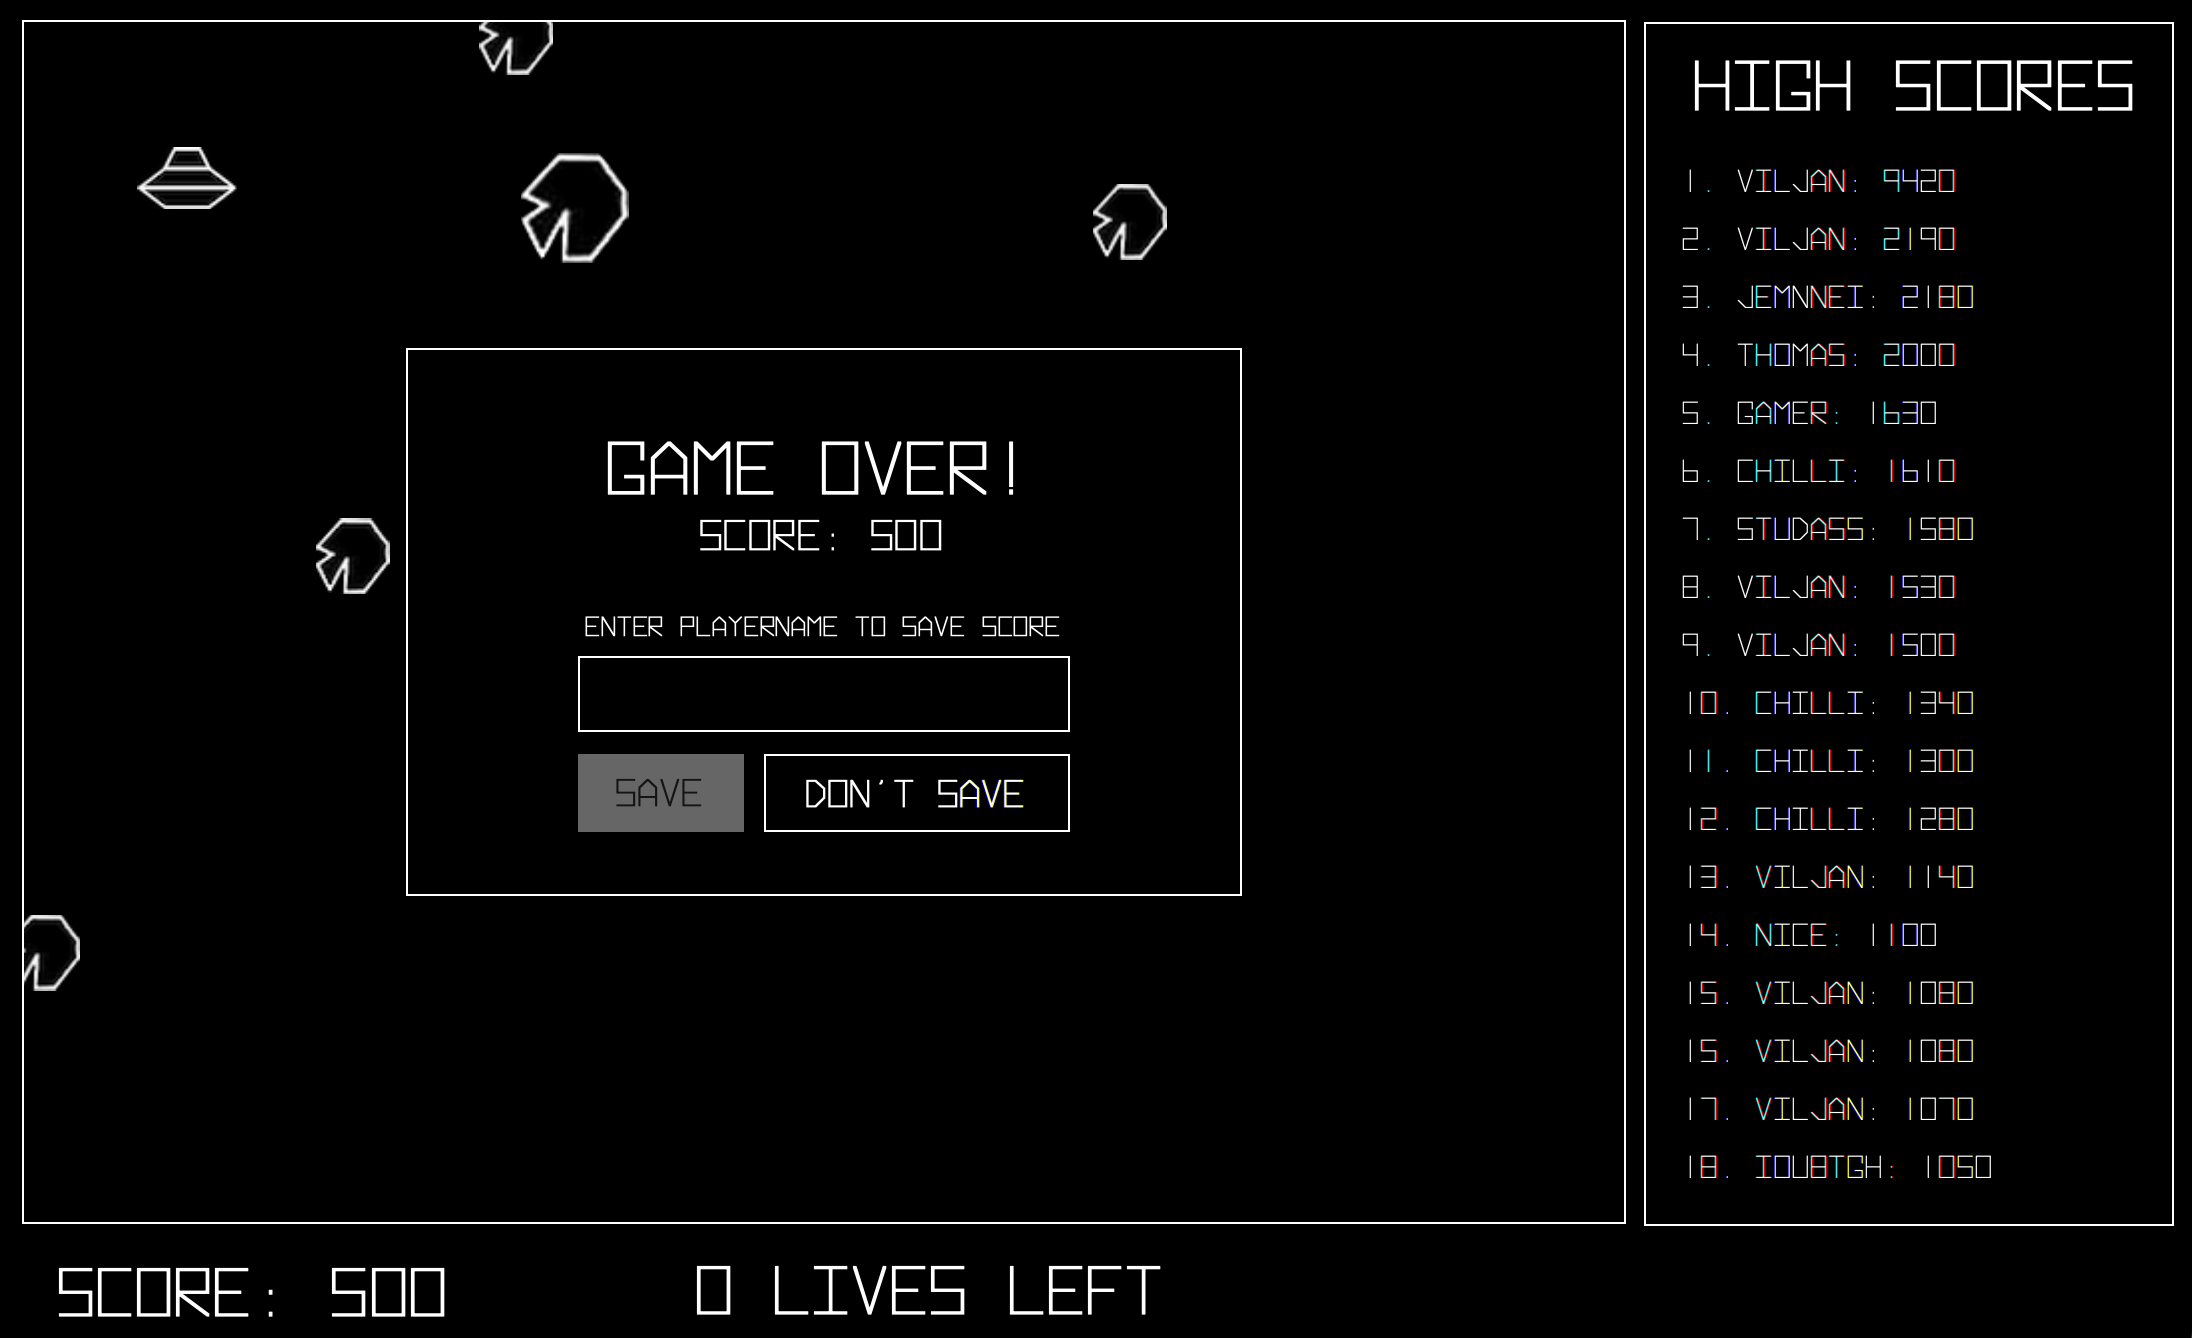 GAME OVER!
SCORE: 500
ENTER PLAYERNAME TO SAVE SCORE
SAVE
DON'T SAVE
SCORE: 500
0 LIVES LEFT
HIGH SCORES
1. VILJAN: 9420
2. VILJAN: 2190
3. JEMNNEI: 2180
4. THOMAS: 2000
5. GAMER: 1630
6. CHILLI: 1610
7. STUDASS: 1580
8. VILJAN: 1530
9. VILJAN: 1500
10. CHILLI: 1340
11. CHILLI: 1300
12. CHILLI: 1280
13. VILJAN: 1140
14. NICE: 1100
15. VILJAN: 1080
15. VILJAN: 1080
17. VILJAN: 1070
18. IOU8TGH: 1050